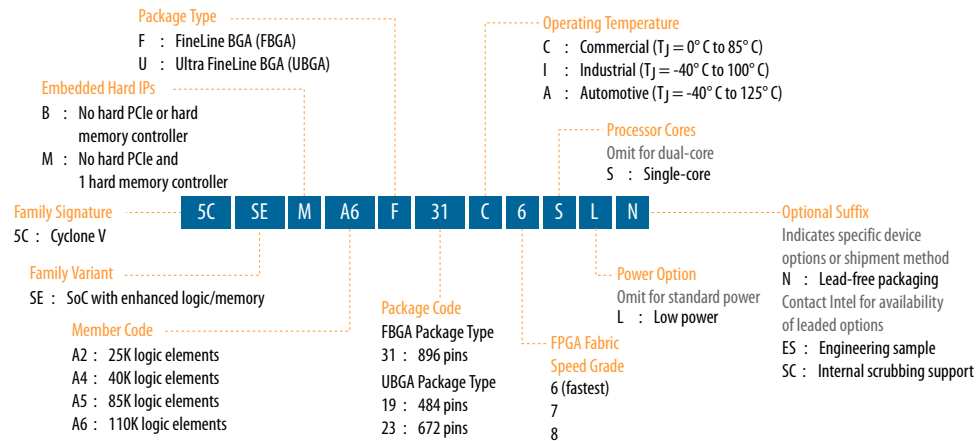 Package Type
F : FineLine BGA (FBGA)
U : Ultra FineLine BGA (UBGA)
Operating Temperature
C : Commercial (TJ = 0° C to 85° C)
I : Industrial (TJ = -40° C to 100° C)
A : Automotive (TJ = -40° C to 125° C)
Embedded Hard IPs
B : No hard PCIe or hard
memory controller
M : No hard PCIe and
1 hard memory controller
Processor Cores
Omit for dual-core
S : Single-core
Family Signature
5C : Cyclone V
5C SE M A6 F 31 C 6 S L N
Optional Suffix
Indicates specific device
options or shipment method
N : Lead-free packaging
Contact Intel for availability
of leaded options
ES : Engineering sample
SC : Internal scrubbing support
Family Variant
SE : SoC with enhanced logic/memory
Member Code
A2 : 25K logic elements
A4 : 40K logic elements
A5 : 85K logic elements
A6 : 110K logic elements
Package Code
FBGA Package Type
31 : 896 pins
UBGA Package Type
19 : 484 pins
23 : 672 pins
Power Option
Omit for standard power
L : Low power
FPGA Fabric
Speed Grade
6 (fastest)
7
8